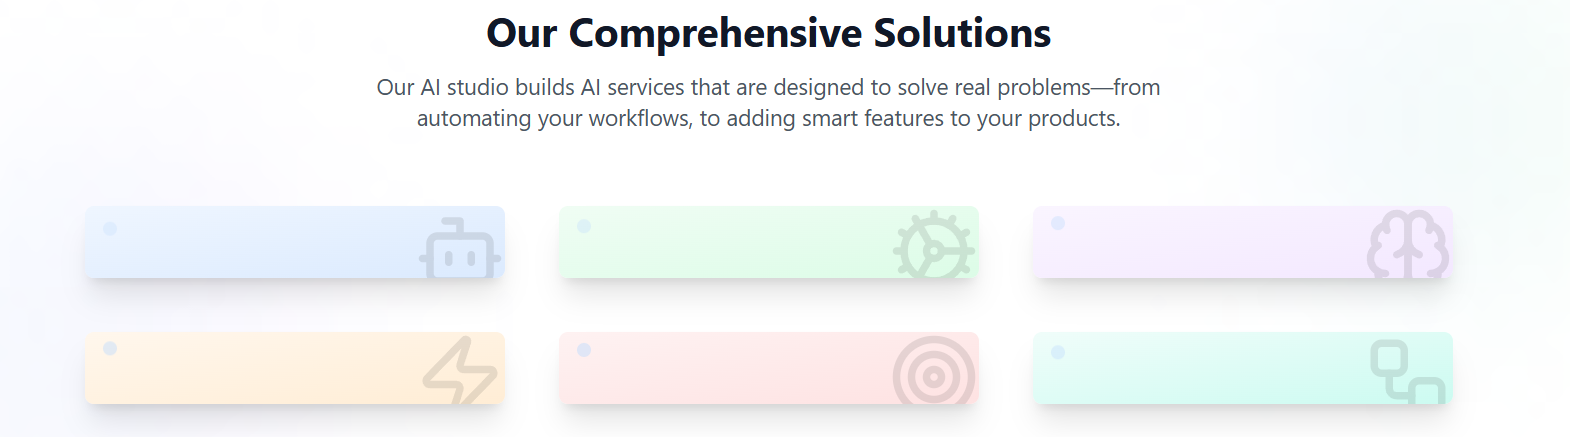 Our Comprehensive Solutions
Our AI studio builds AI services that are designed to solve real problems—from
automating your workflows, to adding smart features to your products.